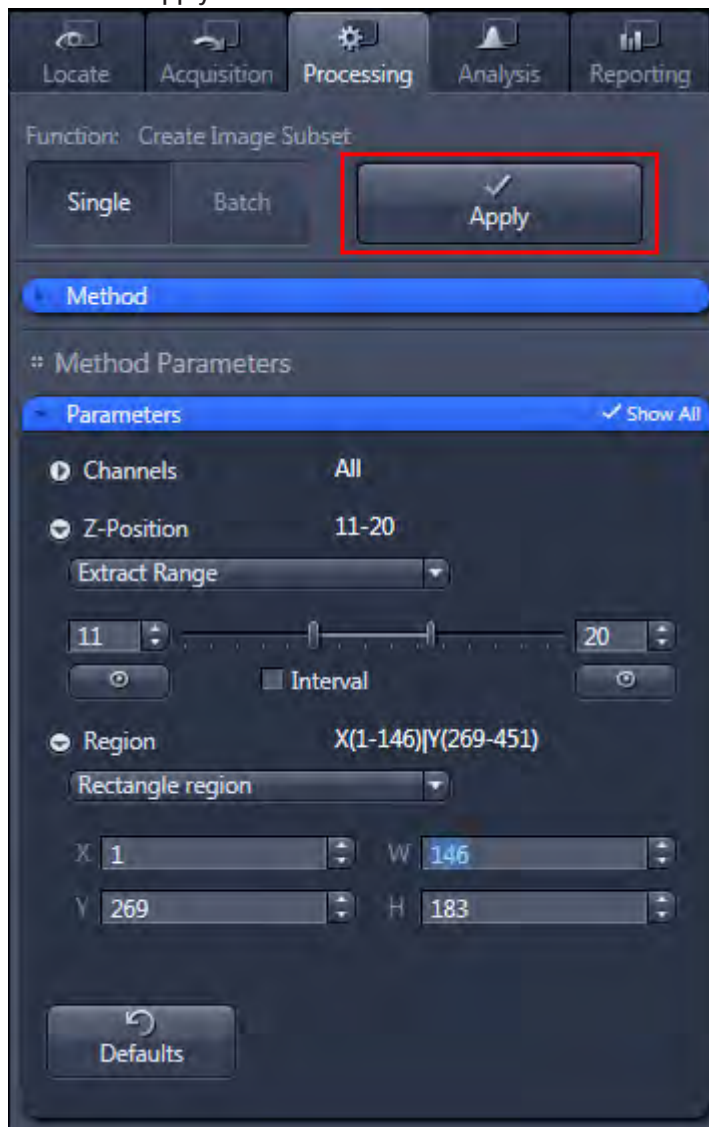 Locate Acquisition Processing Analysis Reporting
Function: Create Image Subset
Single Batch Apply
Method
Method Parameters
Parameters Show All
Channels All
Z-Position 11-20
Extract Range
11 20
Interval
Region X(1-146)|Y(269-451)
Rectangle region
X 1 W 146
Y 269 H 183
Defaults